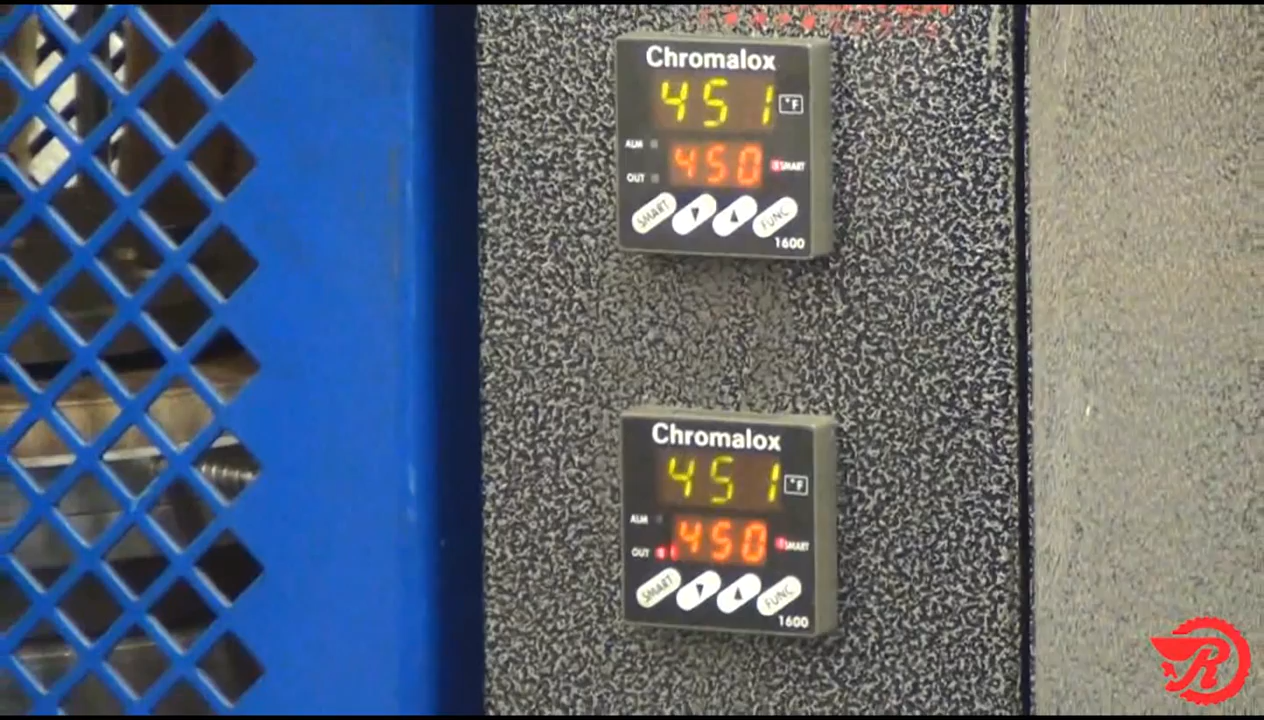 Chromalox
451 °F
ALM
450 SMART
OUT
SMART ▼ ▲ FUNC
1600
Chromalox
451 °F
ALM
450 SMART
OUT
SMART ▼ ▲ FUNC
1600
R